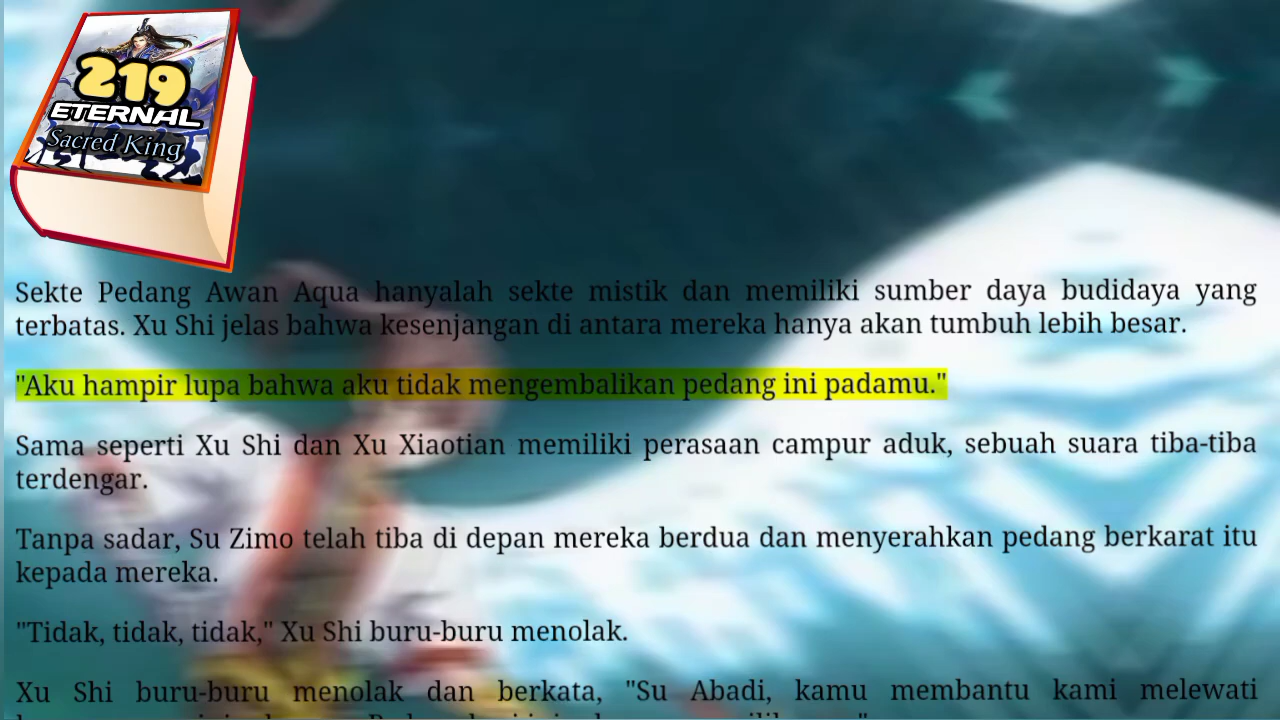 219
ETERNAL
Sacred King
Sekte Pedang Awan Aqua hanyalah sekte mistik dan memiliki sumber daya budidaya yang
terbatas. Xu Shi jelas bahwa kesenjangan di antara mereka hanya akan tumbuh lebih besar.
"Aku hampir lupa bahwa aku tidak mengembalikan pedang ini padamu."
Sama seperti Xu Shi dan Xu Xiaotian memiliki perasaan campur aduk, sebuah suara tiba-tiba
terdengar.
Tanpa sadar, Su Zimo telah tiba di depan mereka berdua dan menyerahkan pedang berkarat itu
kepada mereka.
"Tidak, tidak, tidak," Xu Shi buru-buru menolak.
Xu Shi buru-buru menolak dan berkata, "Su Abadi, kamu membantu kami melewati